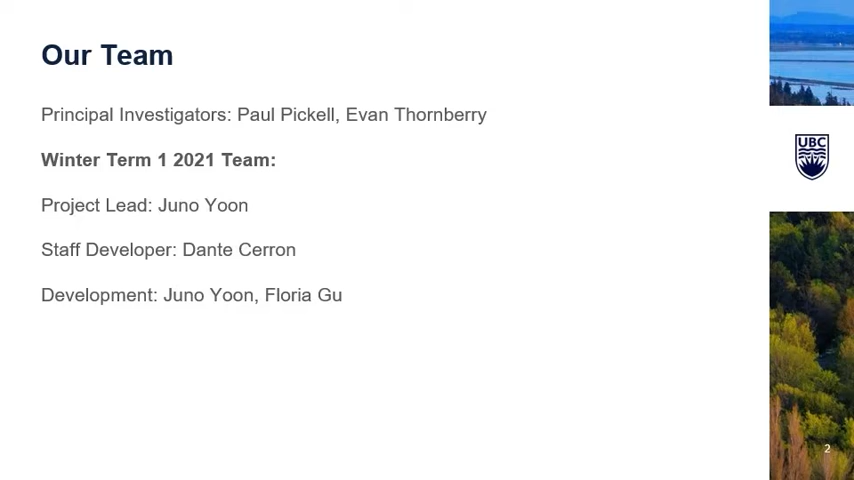 Our Team
Principal Investigators: Paul Pickell, Evan Thornberry
Winter Term 1 2021 Team:
Project Lead: Juno Yoon
Staff Developer: Dante Cerron
Development: Juno Yoon, Floria Gu
UBC
2